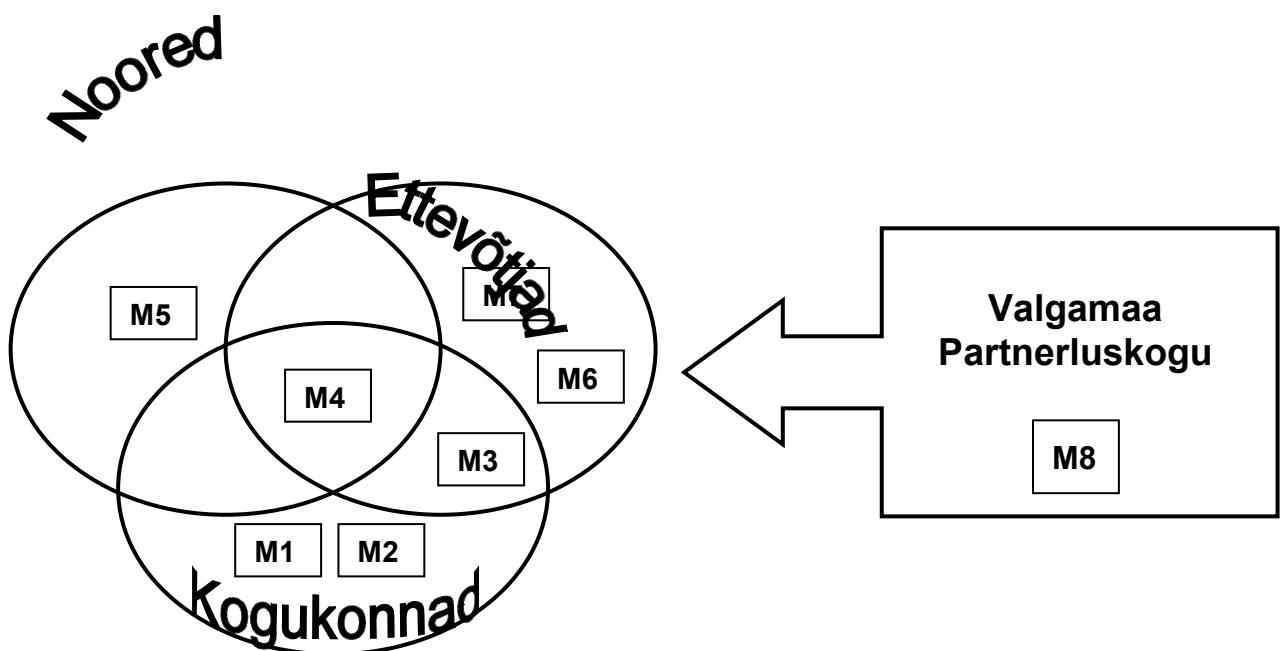 Noored
Ettevõtjad
M5
M6
M4
M3
M1
M2
Kogukonnad
Valgamaa
Partnerluskogu
M8